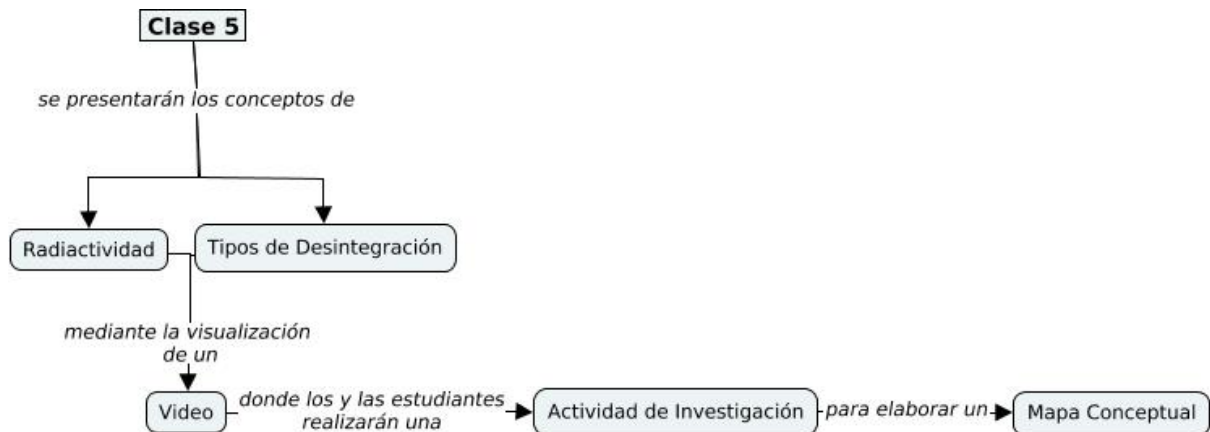 Clase 5
se presentarán los conceptos de
Radiactividad
Tipos de Desintegración
mediante la visualización
de un
Video
donde los y las estudiantes
realizarán una
Actividad de Investigación
para elaborar un
Mapa Conceptual